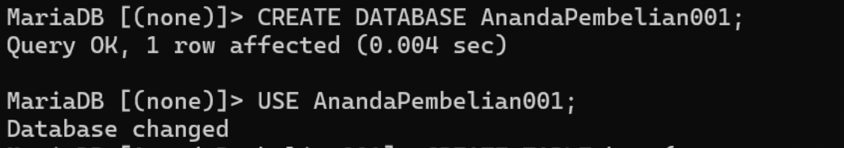 MariaDB [(none)]> CREATE DATABASE AnandaPembelian001;
Query OK, 1 row affected (0.004 sec)
MariaDB [(none)]> USE AnandaPembelian001;
Database changed